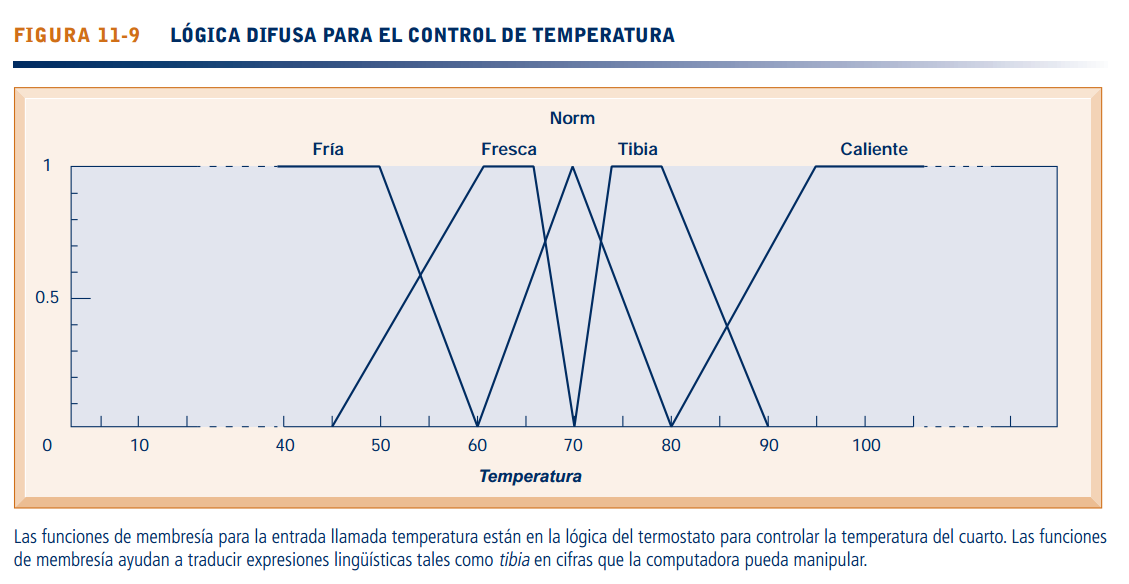 FIGURA 11-9 LÓGICA DIFUSA PARA EL CONTROL DE TEMPERATURA
Norm
Fría Fresca Tibia Caliente
1
0.5
0 10 40 50 60 70 80 90 100
Temperatura
Las funciones de membresía para la entrada llamada temperatura están en la lógica del termostato para controlar la temperatura del cuarto. Las funciones
de membresía ayudan a traducir expresiones lingüísticas tales como tibia en cifras que la computadora pueda manipular.